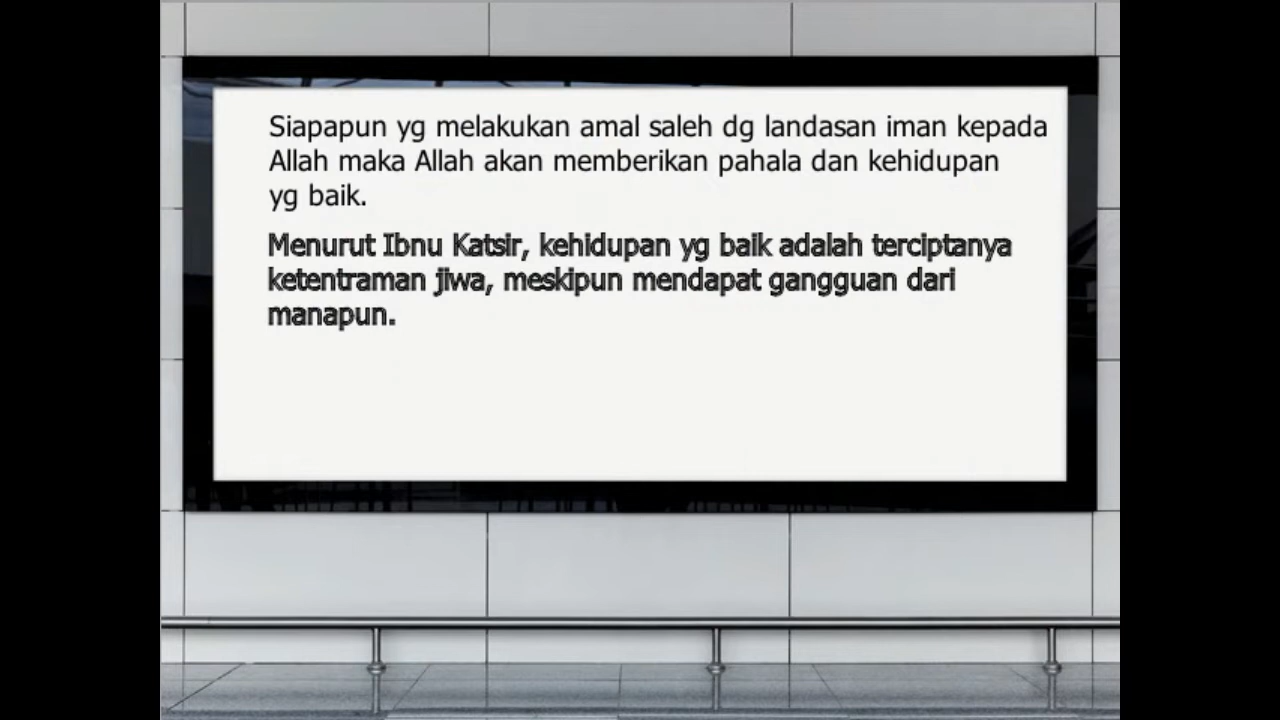 Siapapun yg melakukan amal saleh dg landasan iman kepada
Allah maka Allah akan memberikan pahala dan kehidupan
yg baik.
Menurut Ibnu Katsir, kehidupan yg baik adalah terciptanya
ketentraman jiwa, meskipun mendapat gangguan dari
manapun.